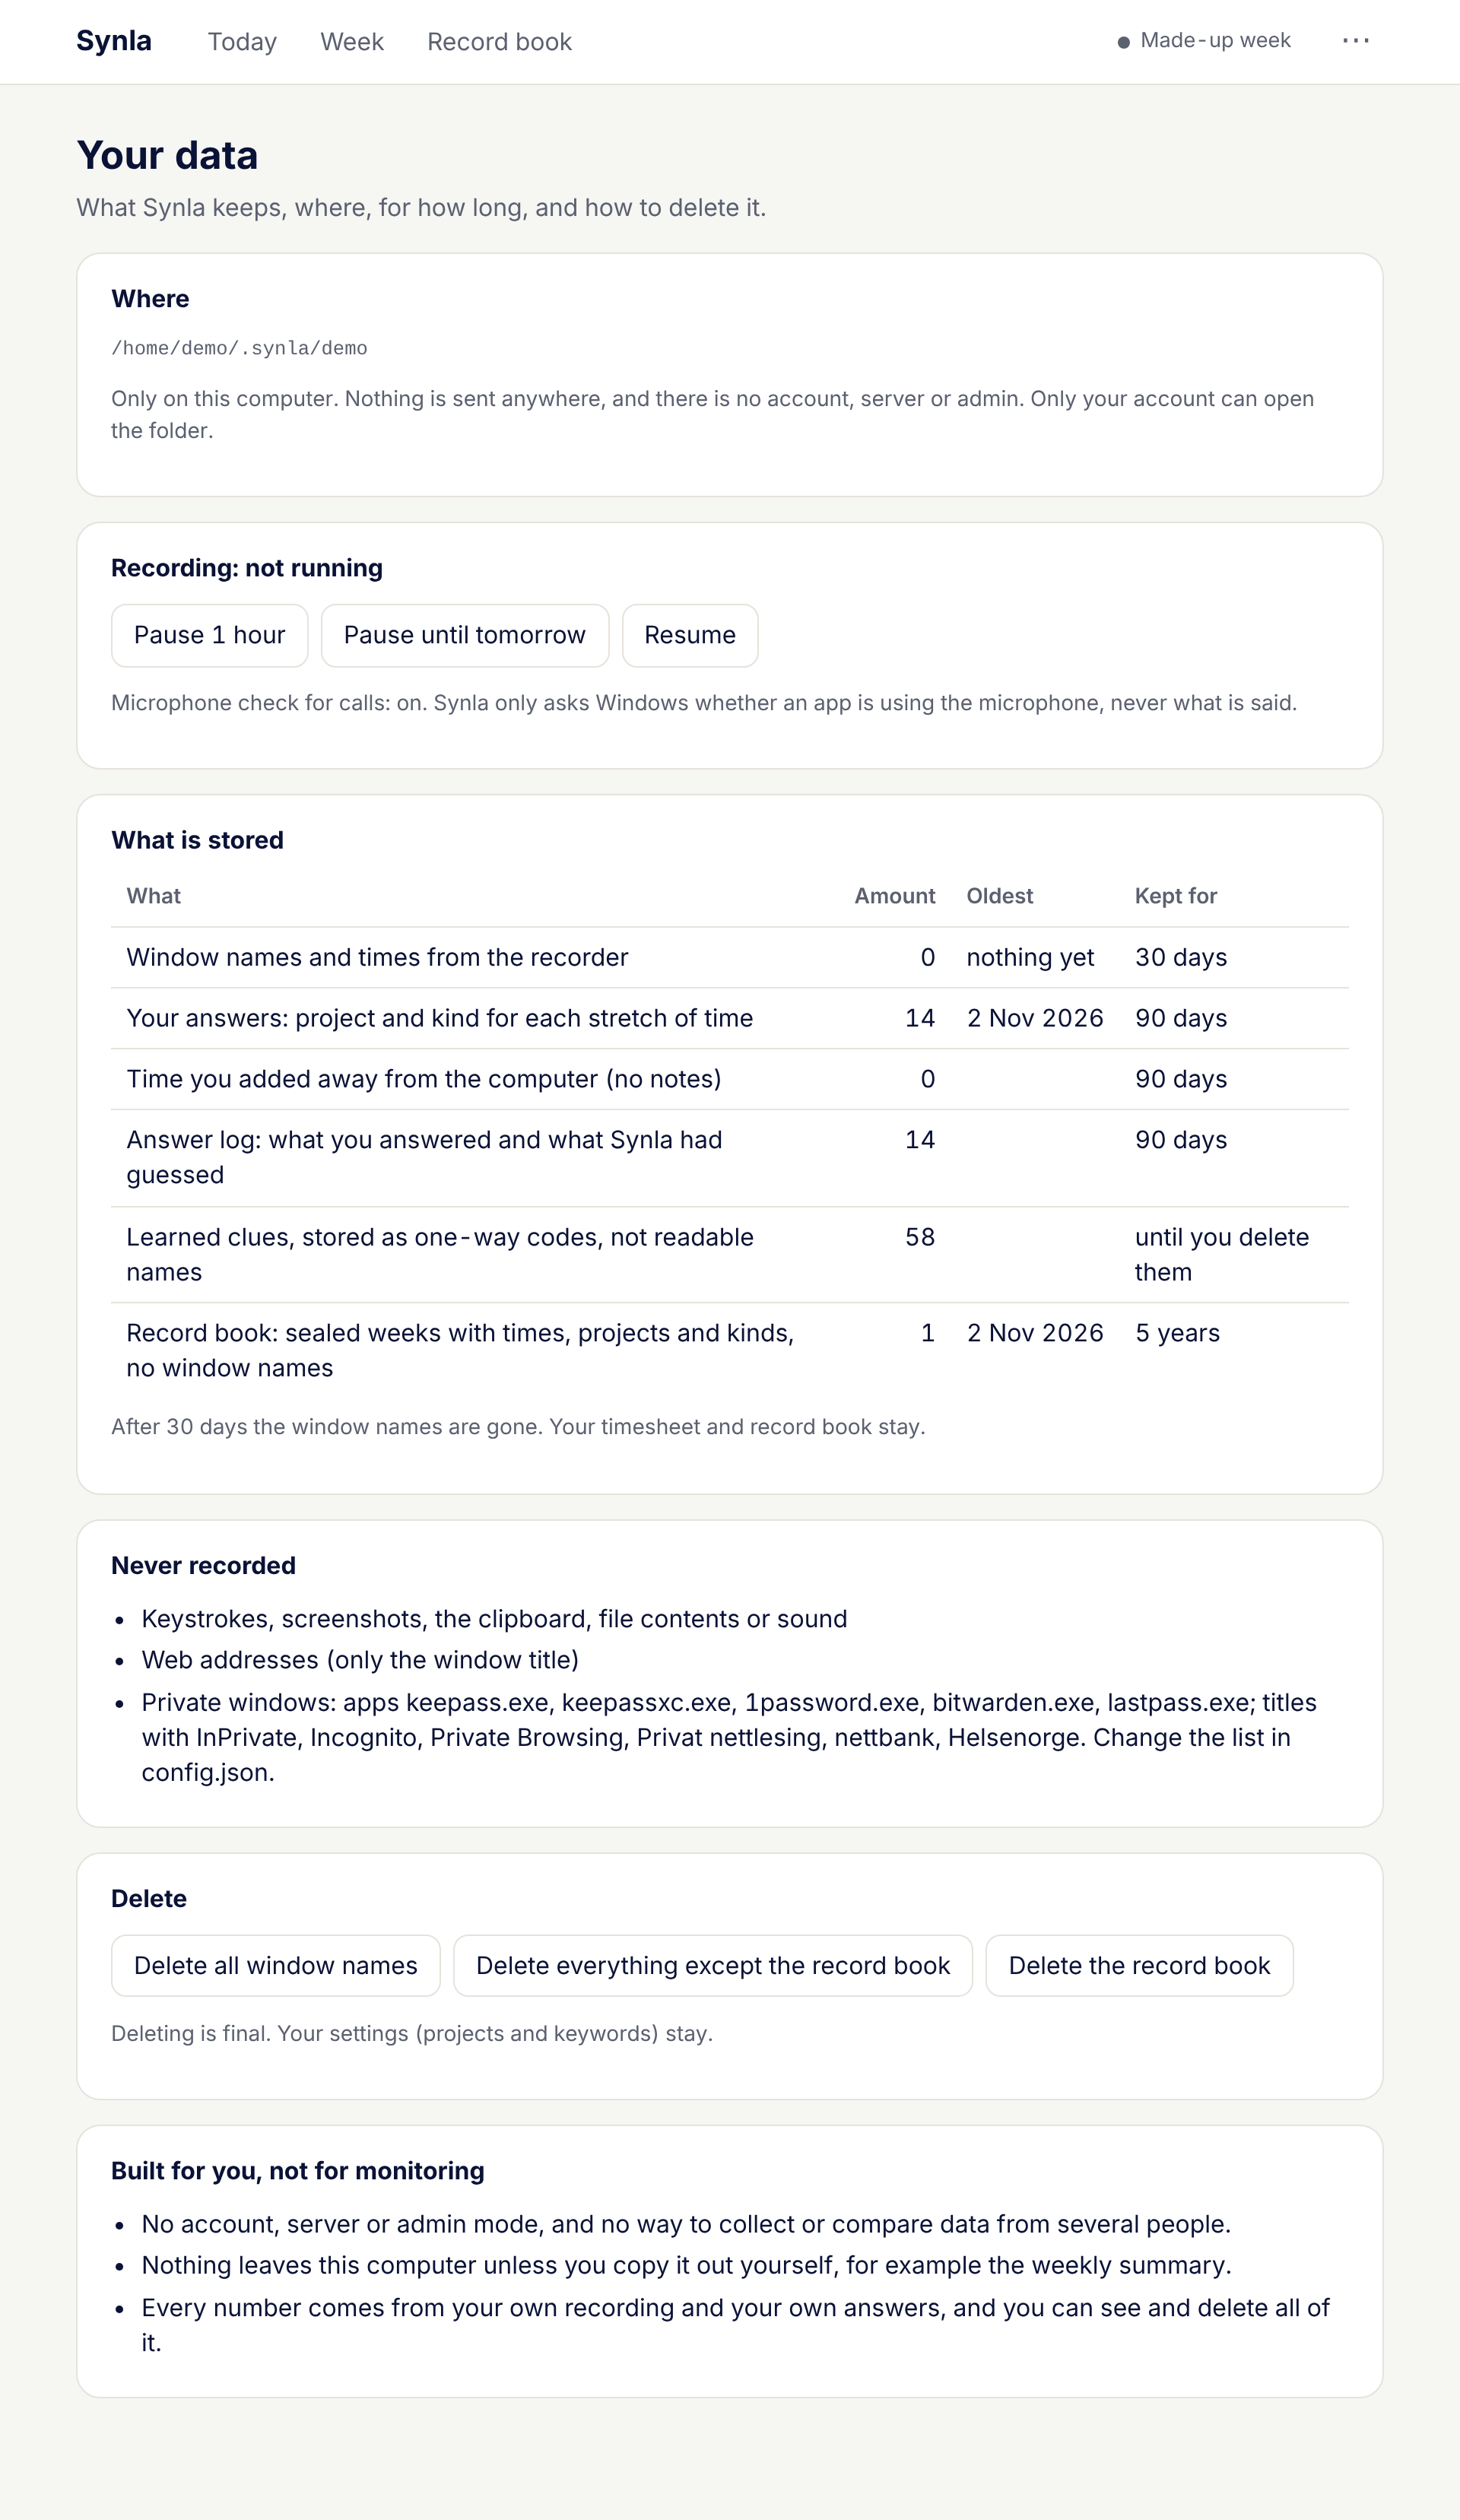 Synla Today Week Record book Made-up week ...
Your data
What Synla keeps, where, for how long, and how to delete it.
Where
/home/demo/.synla/demo
Only on this computer. Nothing is sent anywhere, and there is no account, server or admin. Only your account can open
the folder.
Recording: not running
Pause 1 hour Pause until tomorrow Resume
Microphone check for calls: on. Synla only asks Windows whether an app is using the microphone, never what is said.
What is stored
What Amount Oldest Kept for
Window names and times from the recorder 0 nothing yet 30 days
Your answers: project and kind for each stretch of time 14 2 Nov 2026 90 days
Time you added away from the computer (no notes) 0 90 days
Answer log: what you answered and what Synla had 14 90 days
guessed
Learned clues, stored as one-way codes, not readable 58 until you delete
names them
Record book: sealed weeks with times, projects and kinds, 1 2 Nov 2026 5 years
no window names
After 30 days the window names are gone. Your timesheet and record book stay.
Never recorded
• Keystrokes, screenshots, the clipboard, file contents or sound
• Web addresses (only the window title)
• Private windows: apps keepass.exe, keepassxc.exe, 1password.exe, bitwarden.exe, lastpass.exe; titles
with InPrivate, Incognito, Private Browsing, Privat nettlesing, nettbank, Helsenorge. Change the list in
config.json.
Delete
Delete all window names Delete everything except the record book Delete the record book
Deleting is final. Your settings (projects and keywords) stay.
Built for you, not for monitoring
• No account, server or admin mode, and no way to collect or compare data from several people.
• Nothing leaves this computer unless you copy it out yourself, for example the weekly summary.
• Every number comes from your own recording and your own answers, and you can see and delete all of
it.